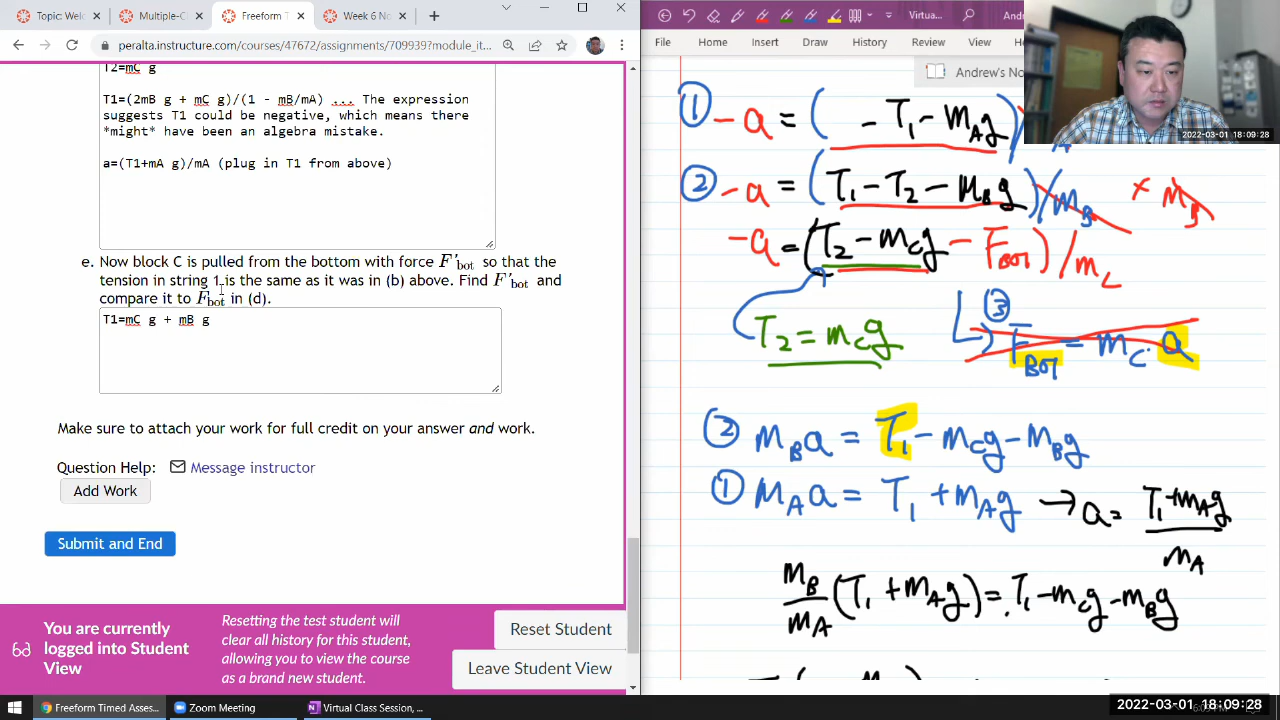 Topic Welc
Multiple-C
Freeform T
Week 6 No
peralta.instructure.com/courses/47672/assignments/709939?module_it...
T2=mC g
T1=(2mB g + mC g)/(1 - mB/mA) ... The expression
suggests T1 could be negative, which means there
*might* have been an algebra mistake.
a=(T1+mA g)/mA (plug in T1 from above)
e. Now block C is pulled from the bottom with force F'bot so that the
tension in string 1 is the same as it was in (b) above. Find F'bot and
compare it to Fbot in (d).
T1=mC g + mB g
Make sure to attach your work for full credit on your answer and work.
Question Help: Message instructor
Add Work
Submit and End
You are currently
logged into Student
View
Resetting the test student will
clear all history for this student,
allowing you to view the course
as a brand new student.
Reset Student
Leave Student View
Freeform Timed Asses...
Zoom Meeting
Virtual Class Session, ...
Virtua...
Andr
File Home Insert Draw History Review View
Andrew's No
① -a = ( - T1 - mAg)
② -a = (T1 - T2 - mBg)/mB × mB
-a = (T2 - mCg - FBOT)/mC
T2 = mCg
③ FBOT = mC a
② mBa = T1 - mCg - mBg
① mAa = T1 + mAg → a = T1+mAg / mA
mB/mA (T1 + mAg) = T1 - mCg - mBg
2022-03-01 18:09:28
2022-03-01 18:09:28